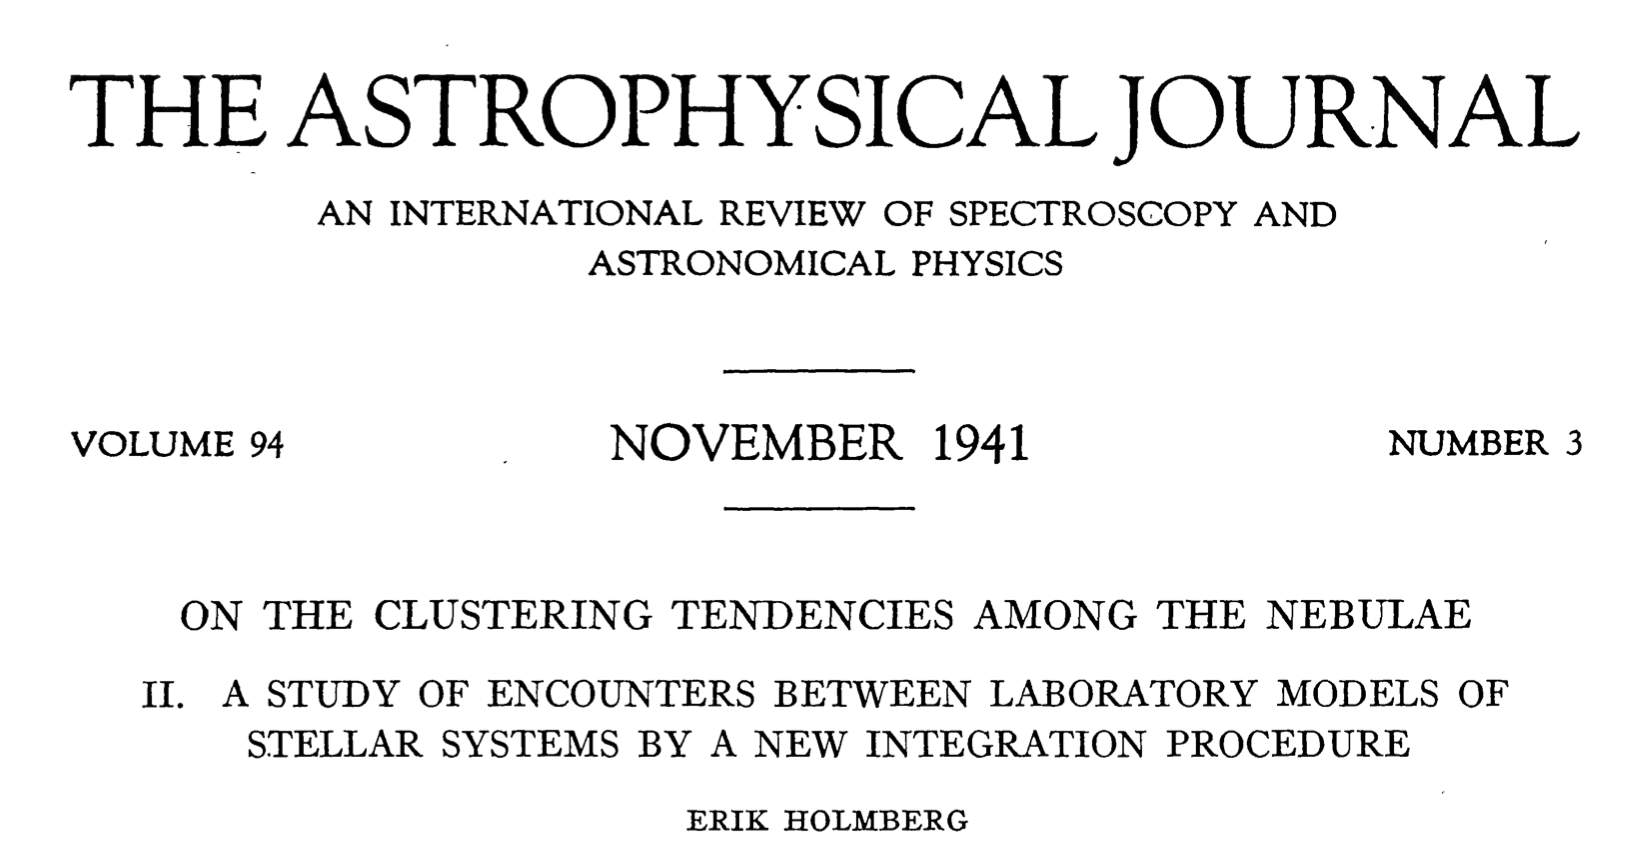 THE ASTROPHYSICAL JOURNAL
AN INTERNATIONAL REVIEW OF SPECTROSCOPY AND
ASTRONOMICAL PHYSICS
VOLUME 94 NOVEMBER 1941 NUMBER 3
ON THE CLUSTERING TENDENCIES AMONG THE NEBULAE
II. A STUDY OF ENCOUNTERS BETWEEN LABORATORY MODELS OF
STELLAR SYSTEMS BY A NEW INTEGRATION PROCEDURE
ERIK HOLMBERG